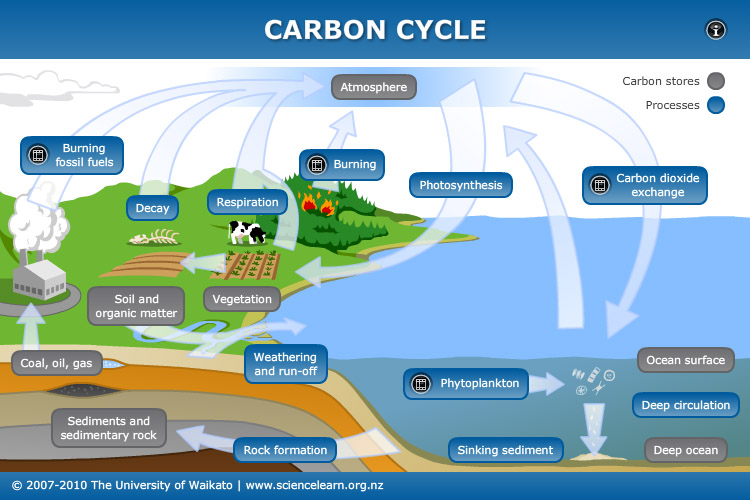 CARBON CYCLE
Atmosphere
Carbon stores
Processes
Burning
fossil fuels
Burning
Photosynthesis
Carbon dioxide
exchange
Decay
Respiration
Soil and
organic matter
Vegetation
Coal, oil, gas
Weathering
and run-off
Ocean surface
Phytoplankton
Deep circulation
Sediments and
sedimentary rock
Rock formation
Sinking sediment
Deep ocean
© 2007-2010 The University of Waikato | www.sciencelearn.org.nz